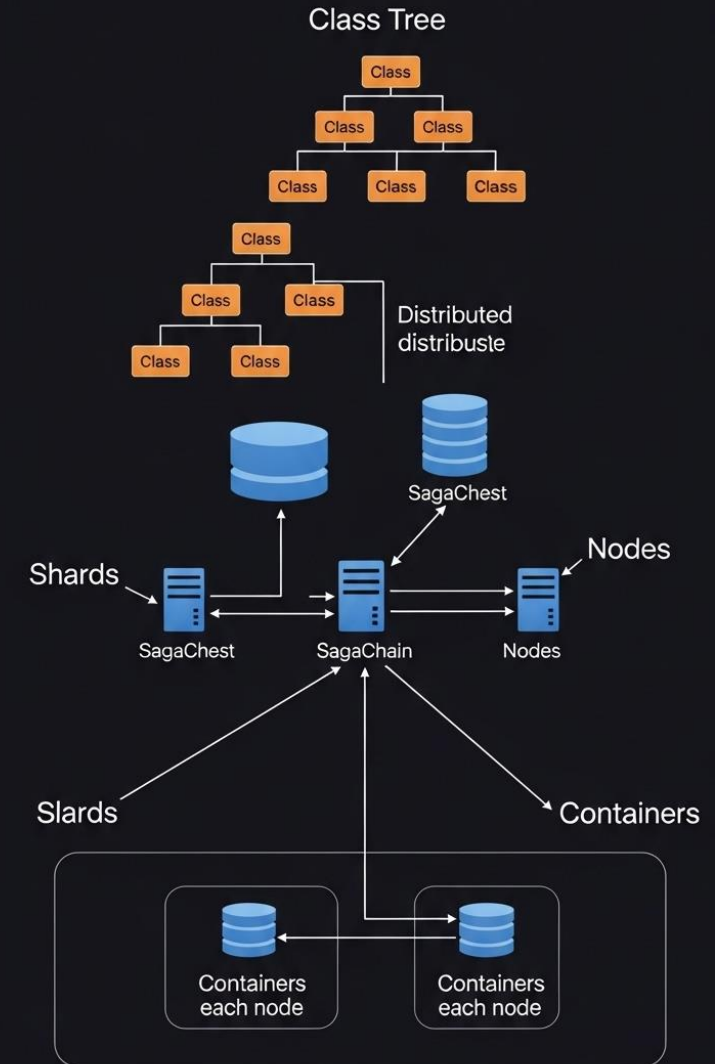 Class Tree
Class
Class
Class
Class
Class
Class
Class
Class
Class
Class
Class
Distributed
distribusle
SagaChest
Nodes
Shards
SagaChest
SagaChain
Nodes
Slards
Containers
Containers
each node
Containers
each node